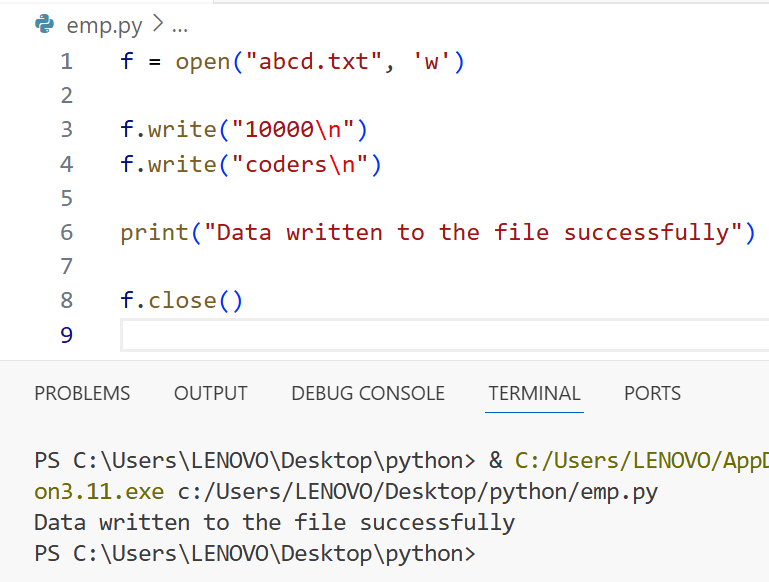 emp.py > ...
1 f = open("abcd.txt", 'w')
2
3 f.write("10000\n")
4 f.write("coders\n")
5
6 print("Data written to the file successfully")
7
8 f.close()
9
PROBLEMS OUTPUT DEBUG CONSOLE TERMINAL PORTS
PS C:\Users\LENOVO\Desktop\python> & C:/Users/LENOVO/AppD
on3.11.exe c:/Users/LENOVO/Desktop/python/emp.py
Data written to the file successfully
PS C:\Users\LENOVO\Desktop\python>